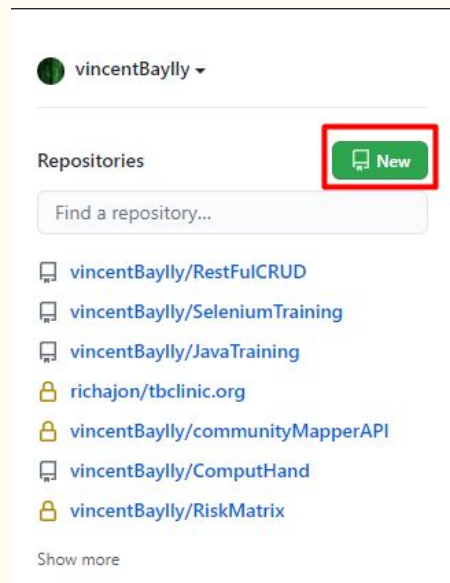 vincentBaylly
Repositories
New
Find a repository...
vincentBaylly/RestFulCRUD
vincentBaylly/SeleniumTraining
vincentBaylly/JavaTraining
richajon/tbclinic.org
vincentBaylly/communityMapperAPI
vincentBaylly/ComputHand
vincentBaylly/RiskMatrix
Show more